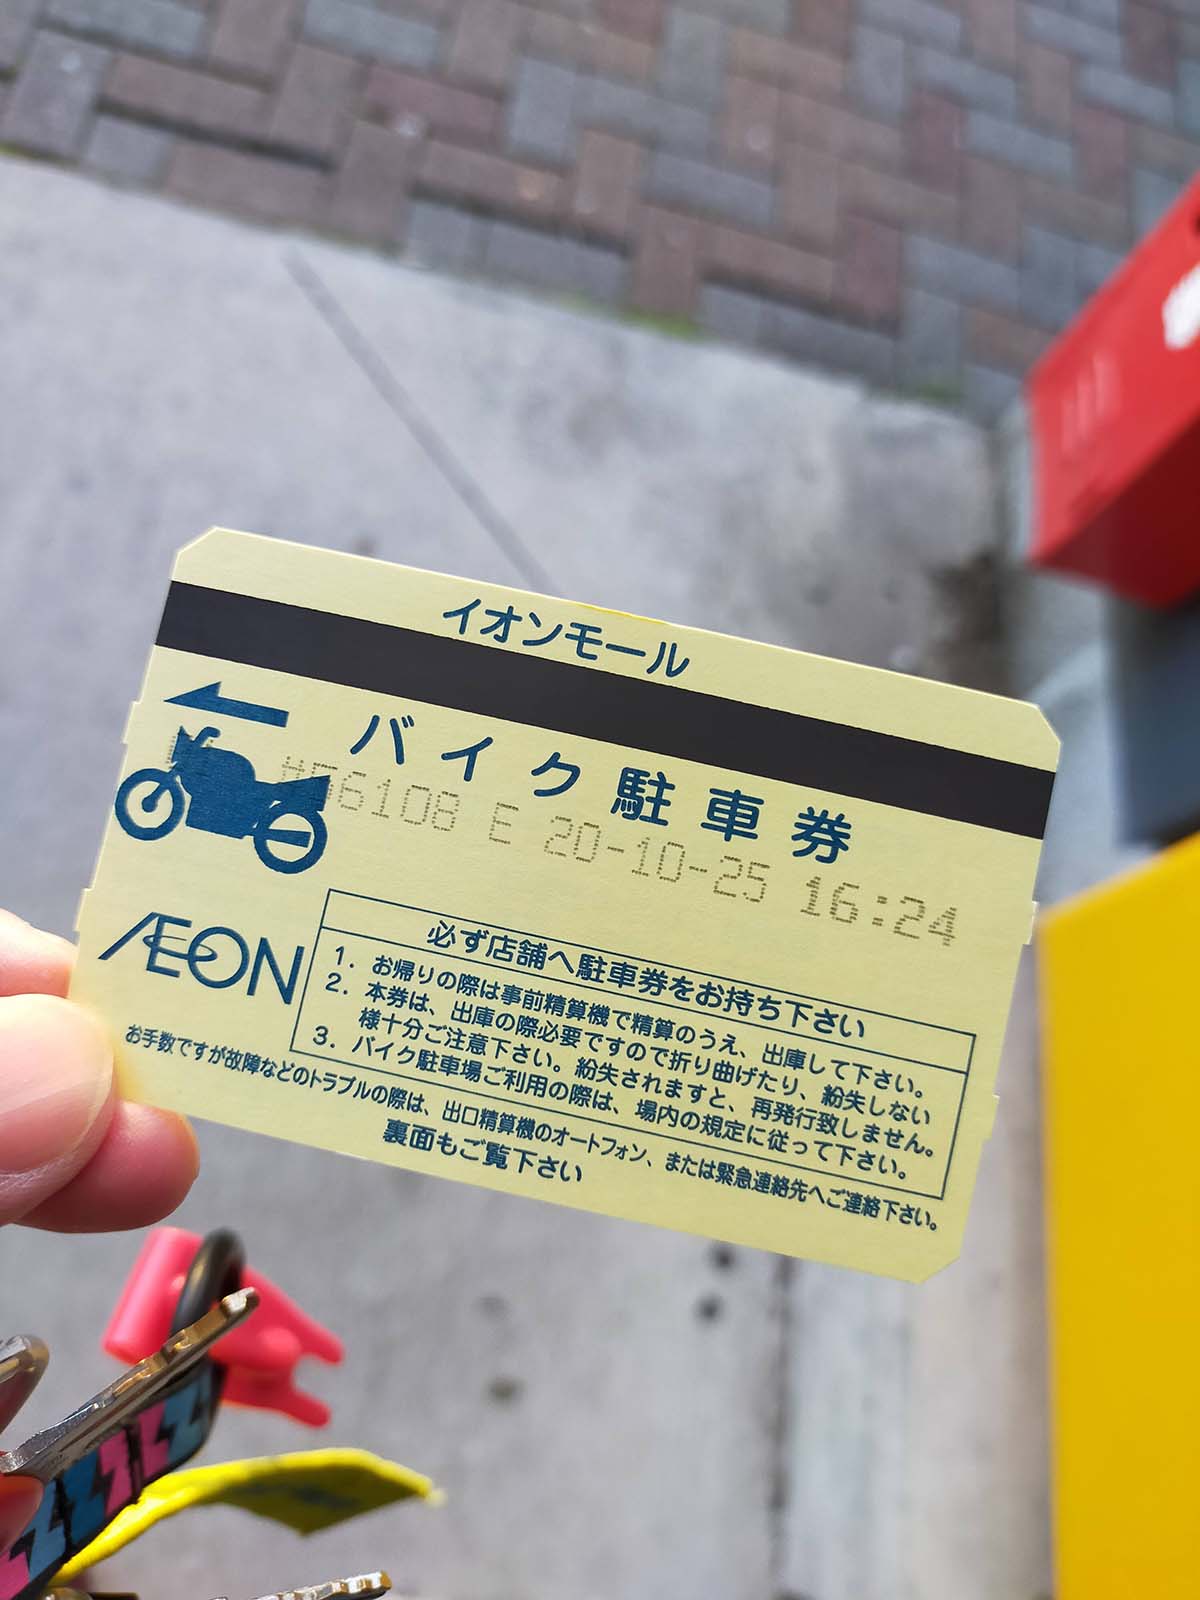 イオンモール
バイク駐車券
#56108 E 20-10-25 16:24
ÆON
必ず店舗へ駐車券をお持ち下さい
1. お帰りの際は事前精算機で精算のうえ、出庫して下さい。
2. 本券は、出庫の際必要ですので折り曲げたり、紛失しない
様十分ご注意下さい。紛失されますと、再発行致しません。
3. バイク駐車場ご利用の際は、場内の規定に従って下さい。
お手数ですが故障などのトラブルの際は、出口精算機のオートフォン、または緊急連絡先へご連絡下さい。
裏面もご覧下さい